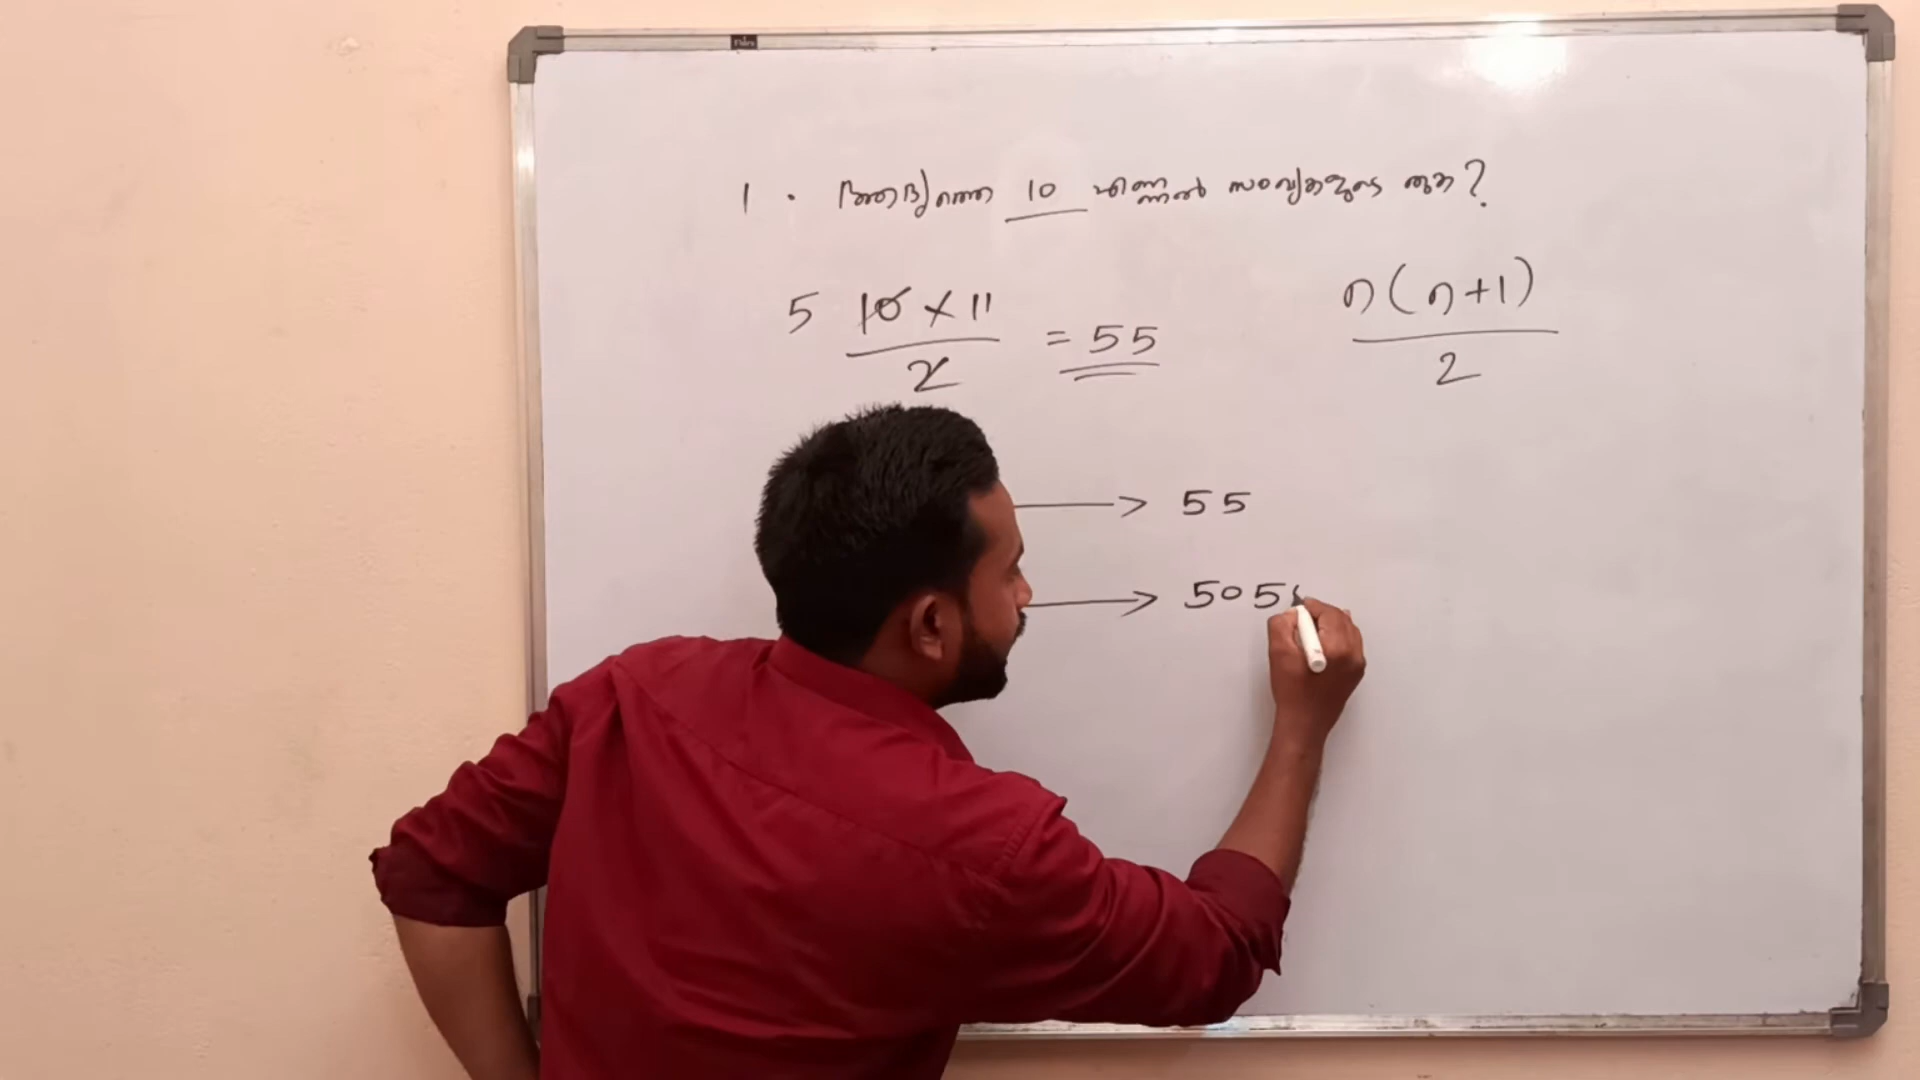 1 . ആദ്യത്തെ 10 എണ്ണൽ സംഖ്യകളുടെ തുക?
5 10 × 11 / 2 = 55
n(n+1) / 2
→ 55
→ 505